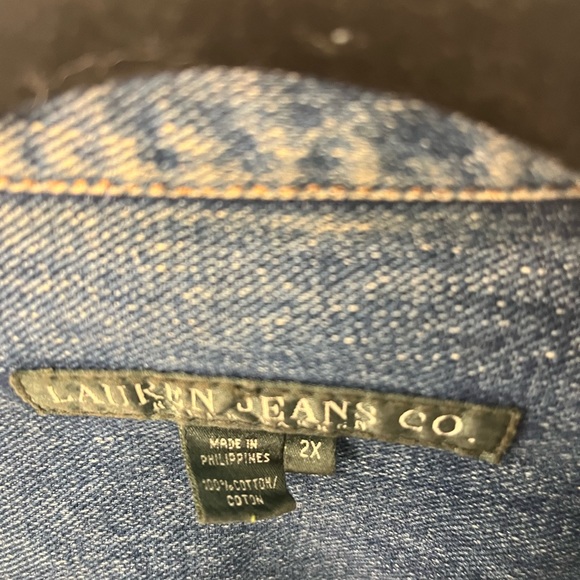 LAUREN JEANS CO.
MADE IN
PHILIPPINES
2X
100% COTTON/
COTON